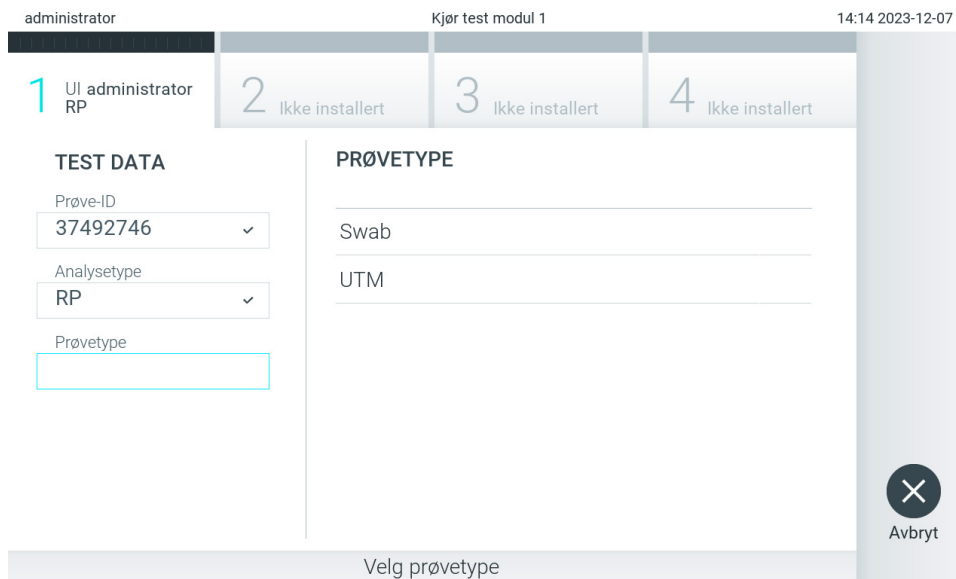 administrator
Kjør test modul 1
14:14 2023-12-07
1 UI administrator
RP
2 Ikke installert
3 Ikke installert
4 Ikke installert
TEST DATA
Prøve-ID
37492746
Analysetype
RP
Prøvetype
PRØVETYPE
Swab
UTM
Avbryt
Velg prøvetype